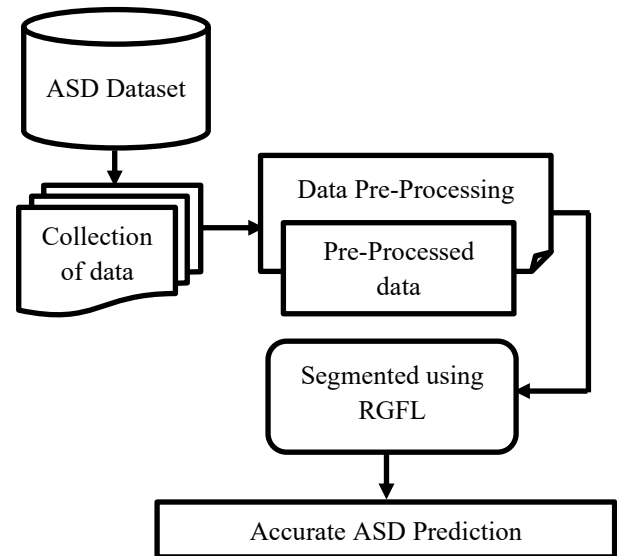 ASD Dataset
Collection
of data
Data Pre-Processing
Pre-Processed
data
Segmented using
RGFL
Accurate ASD Prediction